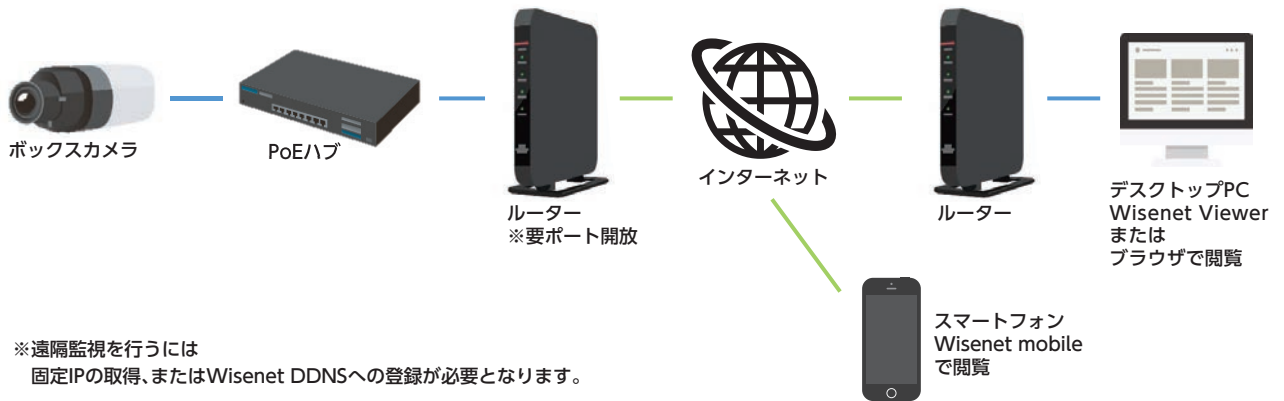 ボックスカメラ
PoEハブ
ルーター
※要ポート開放
インターネット
ルーター
デスクトップPC
Wisenet Viewer
または
ブラウザで閲覧
スマートフォン
Wisenet mobile
で閲覧
※遠隔監視を行うには
固定IPの取得、またはWisenet DDNSへの登録が必要となります。